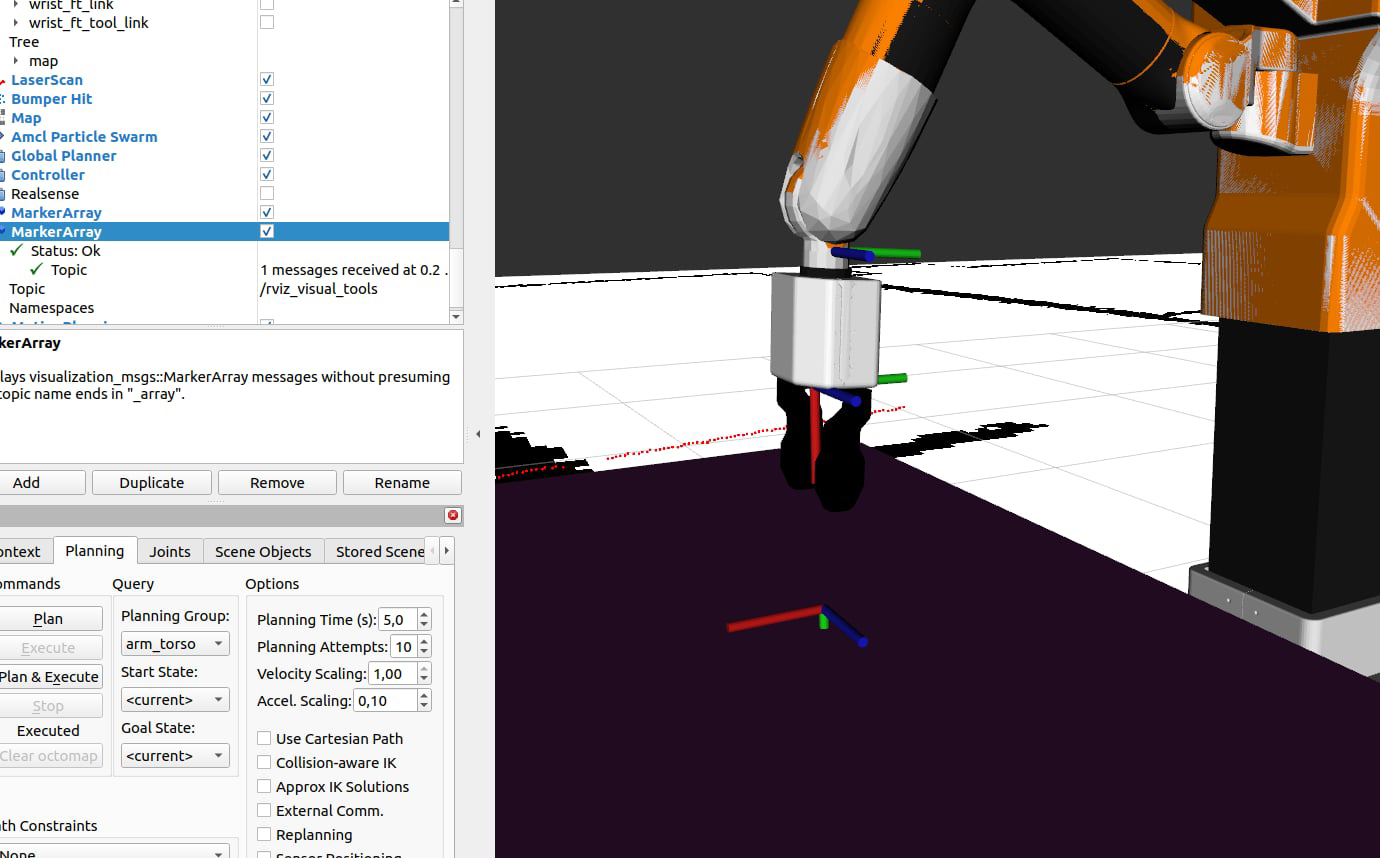 wrist_ft_link
wrist_ft_tool_link
Tree
map
LaserScan
Bumper Hit
Map
Amcl Particle Swarm
Global Planner
Controller
Realsense
MarkerArray
MarkerArray
Status: Ok
Topic 1 messages received at 0.2 .
Topic /rviz_visual_tools
Namespaces
kerArray
lays visualization_msgs::MarkerArray messages without presuming
topic name ends in "_array".
Add Duplicate Remove Rename
ontext Planning Joints Scene Objects Stored Scene
ommands Query Options
Plan
Execute
Plan & Execute
Stop
Executed
Clear octomap
Planning Group:
arm_torso
Start State:
<current>
Goal State:
<current>
Planning Time (s): 5,0
Planning Attempts: 10
Velocity Scaling: 1,00
Accel. Scaling: 0,10
Use Cartesian Path
Collision-aware IK
Approx IK Solutions
External Comm.
Replanning
Sensor Positioning
th Constraints
None